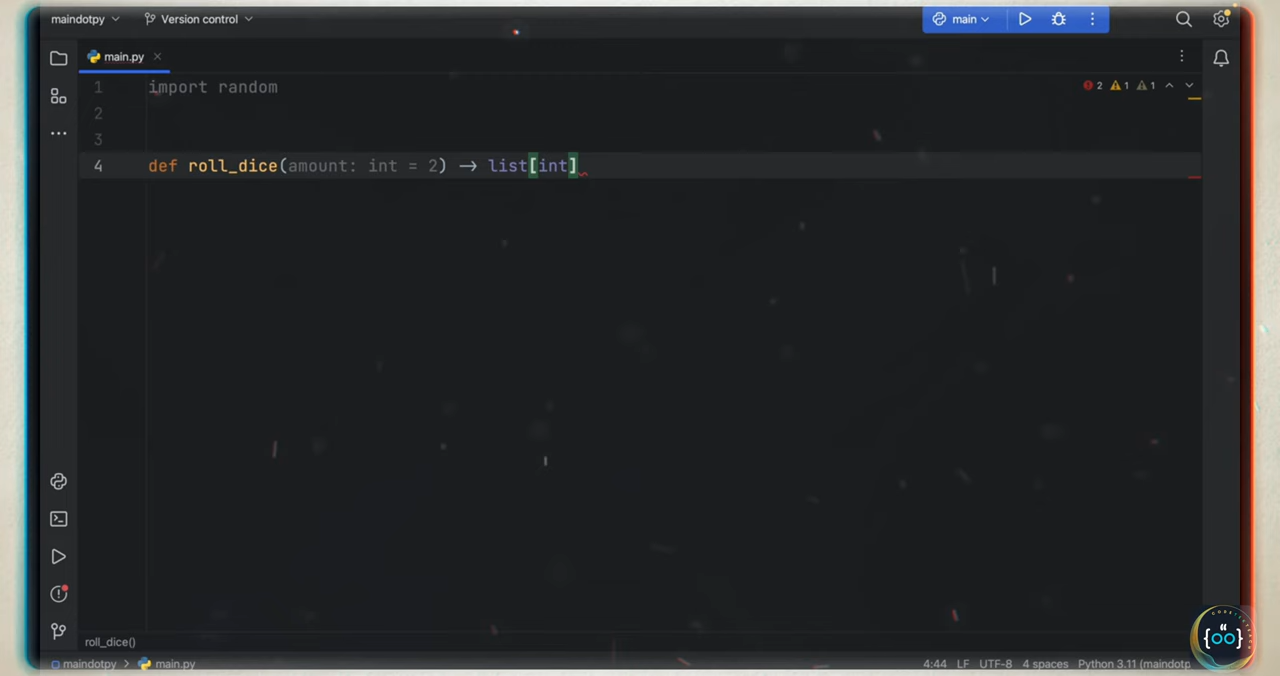 maindotpy Version control main
main.py
2 1 1
1 import random
2
3
4 def roll_dice(amount: int = 2) -> list[int]
roll_dice()
maindotpy > main.py 4:44 LF UTF-8 4 spaces Python 3.11 (maindotp
{∞}